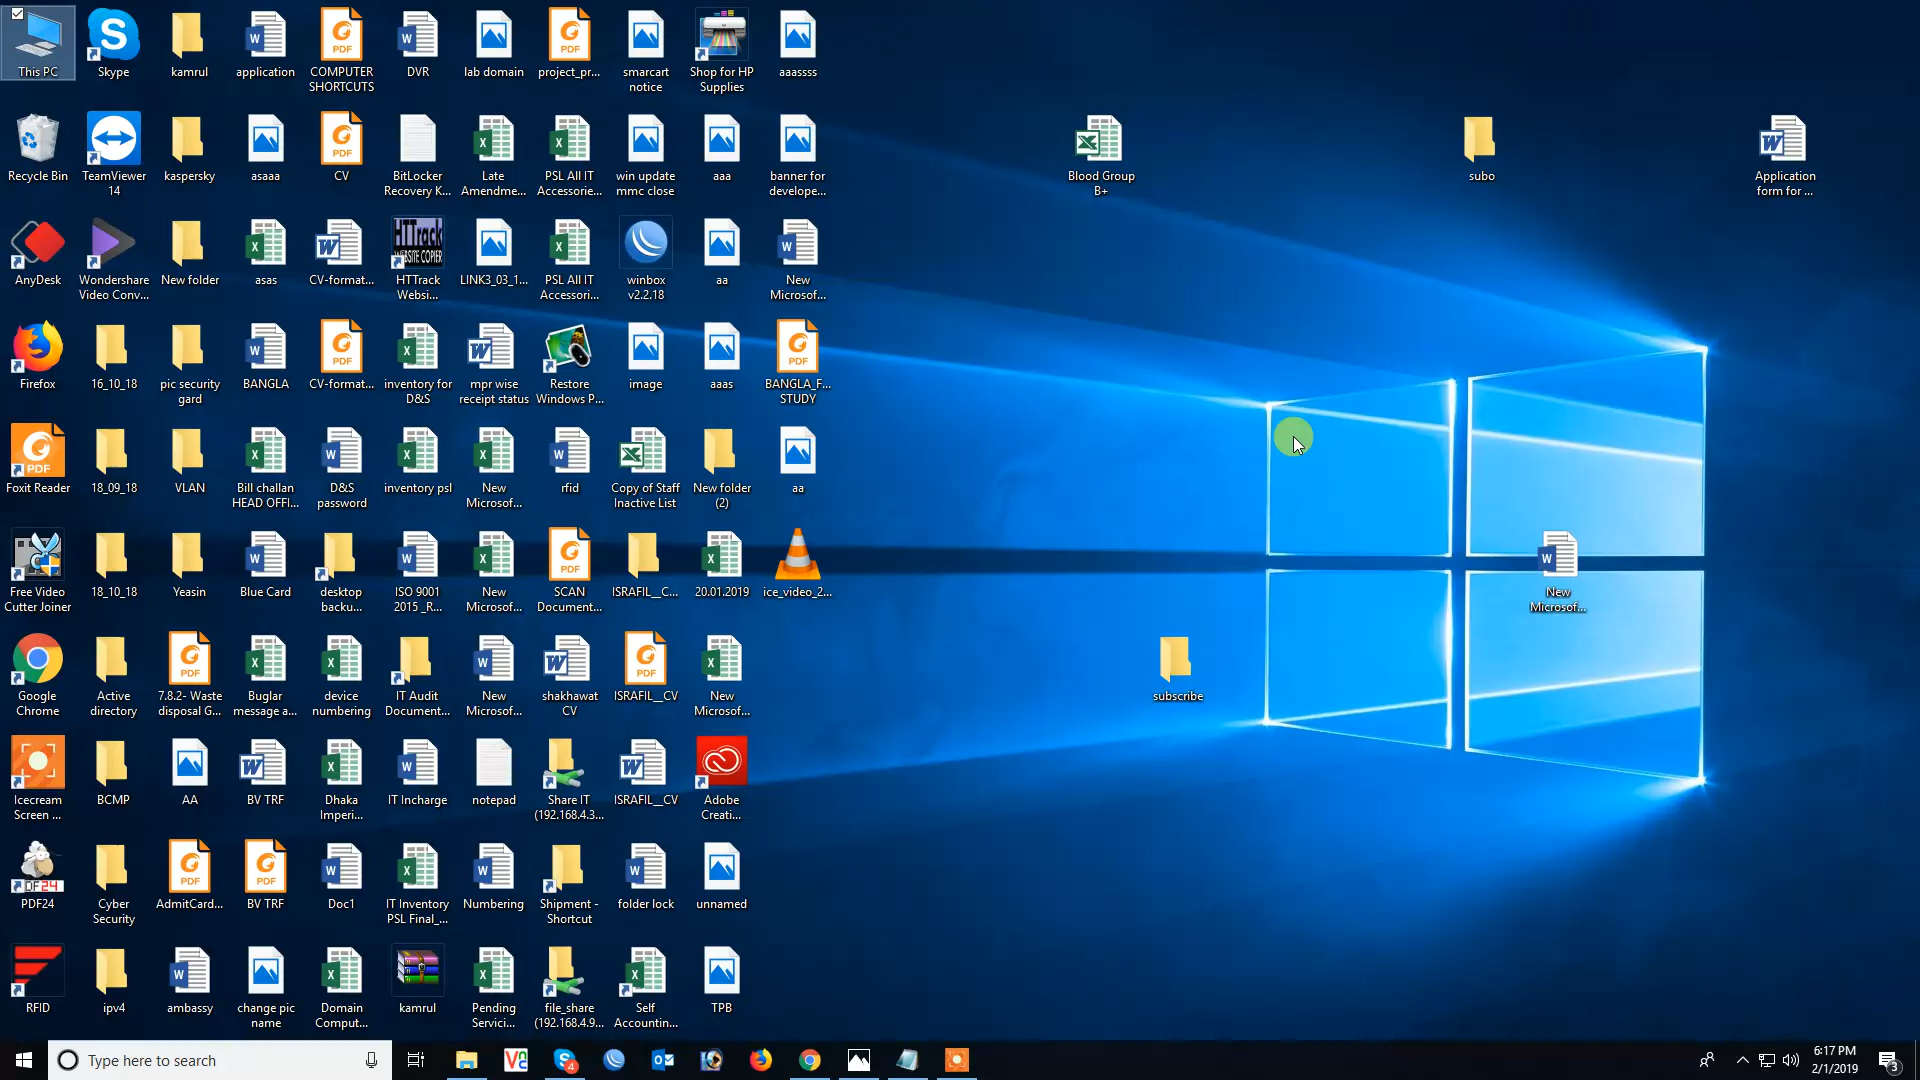 This PC
Skype
kamrul
application
COMPUTER
SHORTCUTS
DVR
lab domain
project_pr...
smarcart
notice
Shop for HP
Supplies
aaassss
Recycle Bin
TeamViewer
14
kaspersky
asaaa
CV
BitLocker
Recovery K...
Late
Amendme...
PSL All IT
Accessorie...
win update
mmc close
aaa
banner for
develope...
Blood Group
B+
subo
Application
form for ...
AnyDesk
Wondershare
Video Conv...
New folder
asas
CV-format...
HTTrack
WEBSITE COPIER
HTTrack
Websi...
LINK3_03_1...
PSL All IT
Accessori...
winbox
v2.2.18
aa
New
Microsof...
Firefox
16_10_18
pic security
gard
BANGLA
CV-format...
inventory for
D&S
mpr wise
receipt status
Restore
Windows P...
image
aaas
BANGLA_F...
STUDY
Foxit Reader
18_09_18
VLAN
Bill challan
HEAD OFFI...
D&S
password
inventory psl
New
Microsof...
rfid
Copy of Staff
Inactive List
New folder
(2)
aa
Free Video
Cutter Joiner
18_10_18
Yeasin
Blue Card
desktop
backu...
ISO 9001
2015 _R...
New
Microsof...
SCAN
Document...
ISRAFIL__C...
20.01.2019
ice_video_2...
New
Microsof...
Google
Chrome
Active
directory
7.8.2- Waste
disposal G...
Buglar
message a...
device
numbering
IT Audit
Document...
New
Microsof...
shakhawat
CV
ISRAFIL__CV
New
Microsof...
subscribe
Icecream
Screen ...
BCMP
AA
BV TRF
Dhaka
Imperi...
IT Incharge
notepad
Share IT
(192.168.4.3...
ISRAFIL__CV
Adobe
Creati...
PDF24
Cyber
Security
AdmitCard...
BV TRF
Doc1
IT Inventory
PSL Final_...
Numbering
Shipment -
Shortcut
folder lock
unnamed
RFID
ipv4
ambassy
change pic
name
Domain
Comput...
kamrul
Pending
Servici...
file_share
(192.168.4.9...
Self
Accountin...
TPB
Type here to search
4
6:17 PM
2/1/2019
3